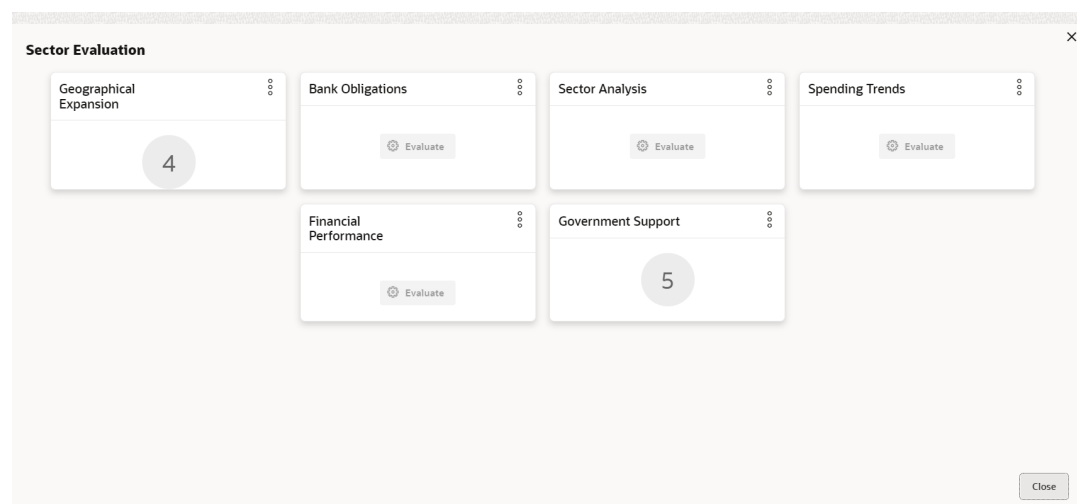 Sector Evaluation
Geographical
Expansion
4
Bank Obligations
Evaluate
Sector Analysis
Evaluate
Spending Trends
Evaluate
Financial
Performance
Evaluate
Government Support
5
Close